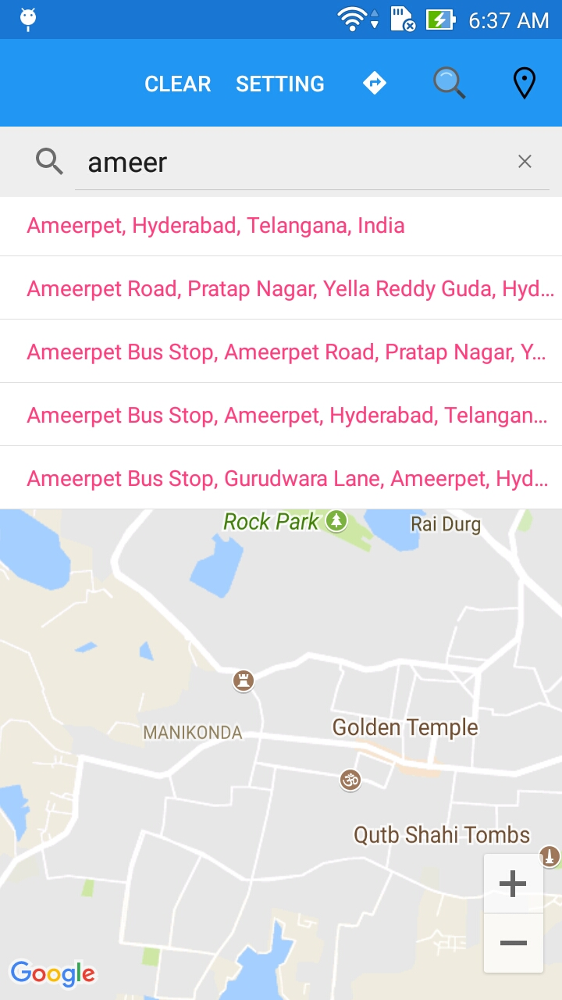 6:37 AM
CLEAR SETTING
ameer
Ameerpet, Hyderabad, Telangana, India
Ameerpet Road, Pratap Nagar, Yella Reddy Guda, Hyd...
Ameerpet Bus Stop, Ameerpet Road, Pratap Nagar, Y...
Ameerpet Bus Stop, Ameerpet, Hyderabad, Telangan...
Ameerpet Bus Stop, Gurudwara Lane, Ameerpet, Hyd...
Rock Park
Rai Durg
MANIKONDA
Golden Temple
ॐ
Qutb Shahi Tombs
+
−
Google